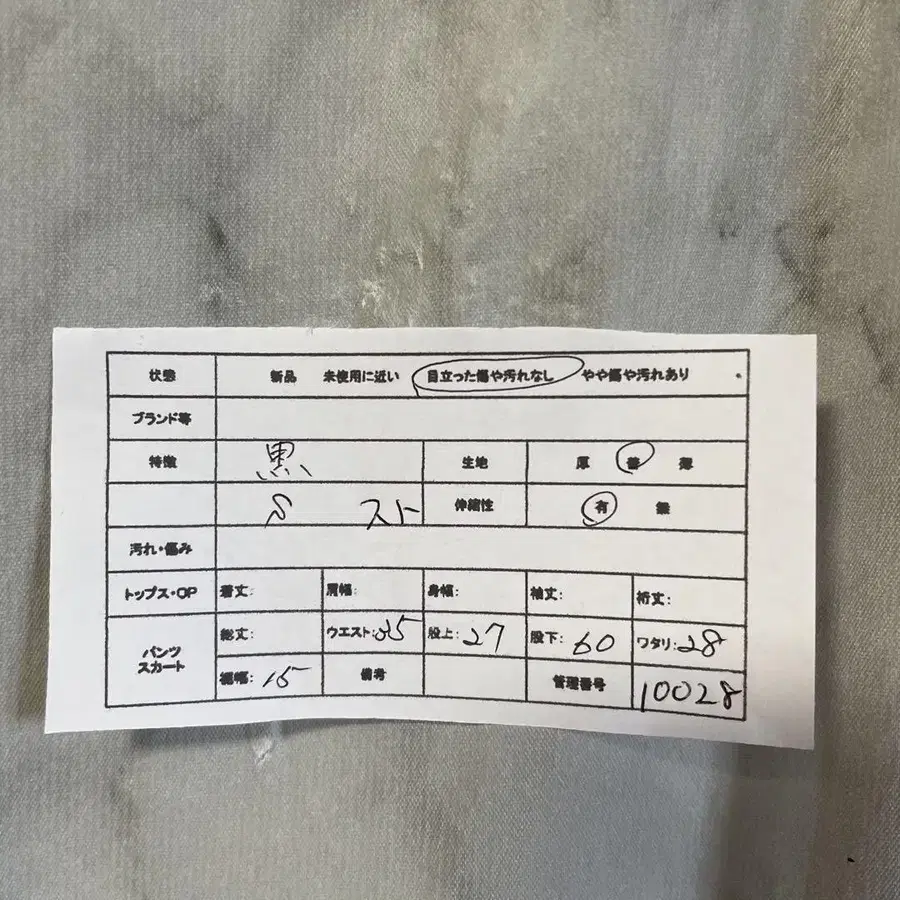 状態 新品 未使用に近い 目立った傷や汚れなし やや傷や汚れあり
ブランド等
特徴 黒 生地 厚 普 薄
S スト 伸縮性 有 無
汚れ・傷み
トップス・OP 着丈: 肩幅: 身幅: 袖丈: 裄丈:
パンツ スカート 総丈: ウエスト:35 股上:27 股下:60 ワタリ:28
裾幅:15 備考 管理番号 10028